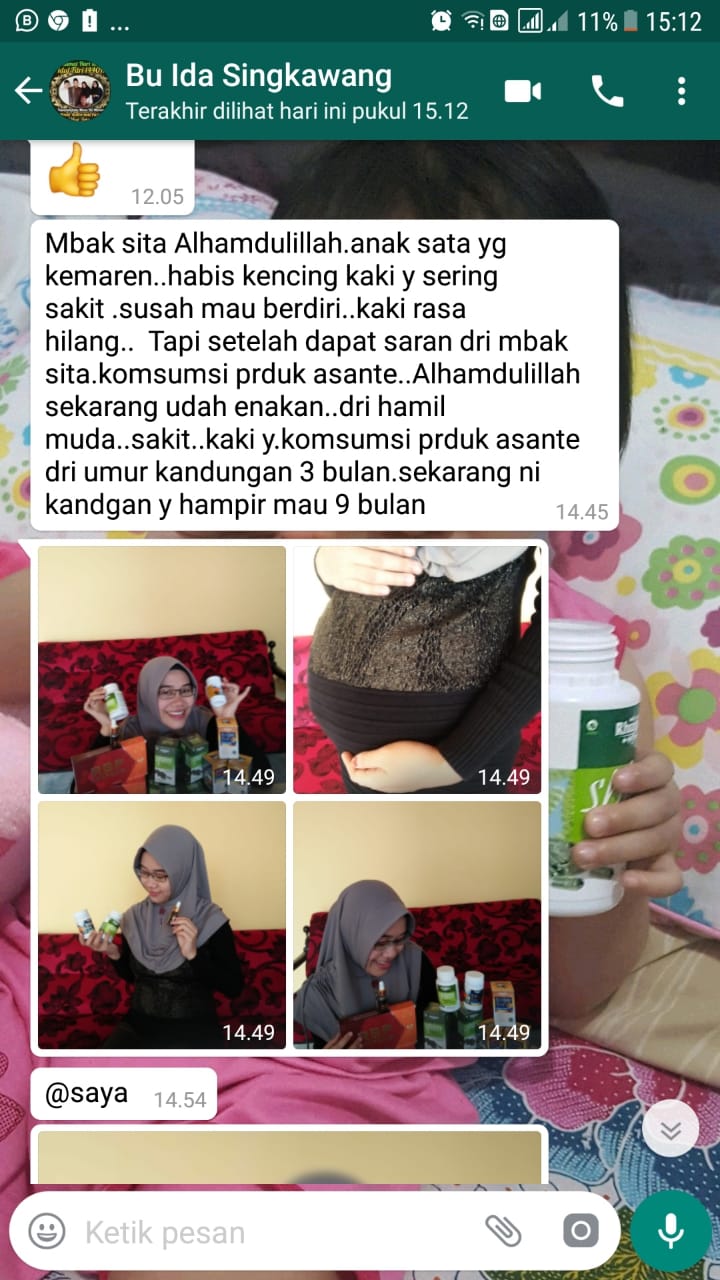 11% 15:12
Bu Ida Singkawang
Terakhir dilihat hari ini pukul 15.12
12.05
Mbak sita Alhamdulillah.anak sata yg
kemaren..habis kencing kaki y sering
sakit .susah mau berdiri..kaki rasa
hilang..  Tapi setelah dapat saran dri mbak
sita.komsumsi prduk asante..Alhamdulillah
sekarang udah enakan..dri hamil
muda..sakit..kaki y.komsumsi prduk asante
dri umur kandungan 3 bulan.sekarang ni
kandgan y hampir mau 9 bulan
14.45
14.49
14.49
14.49
14.49
@saya
14.54
Ketik pesan